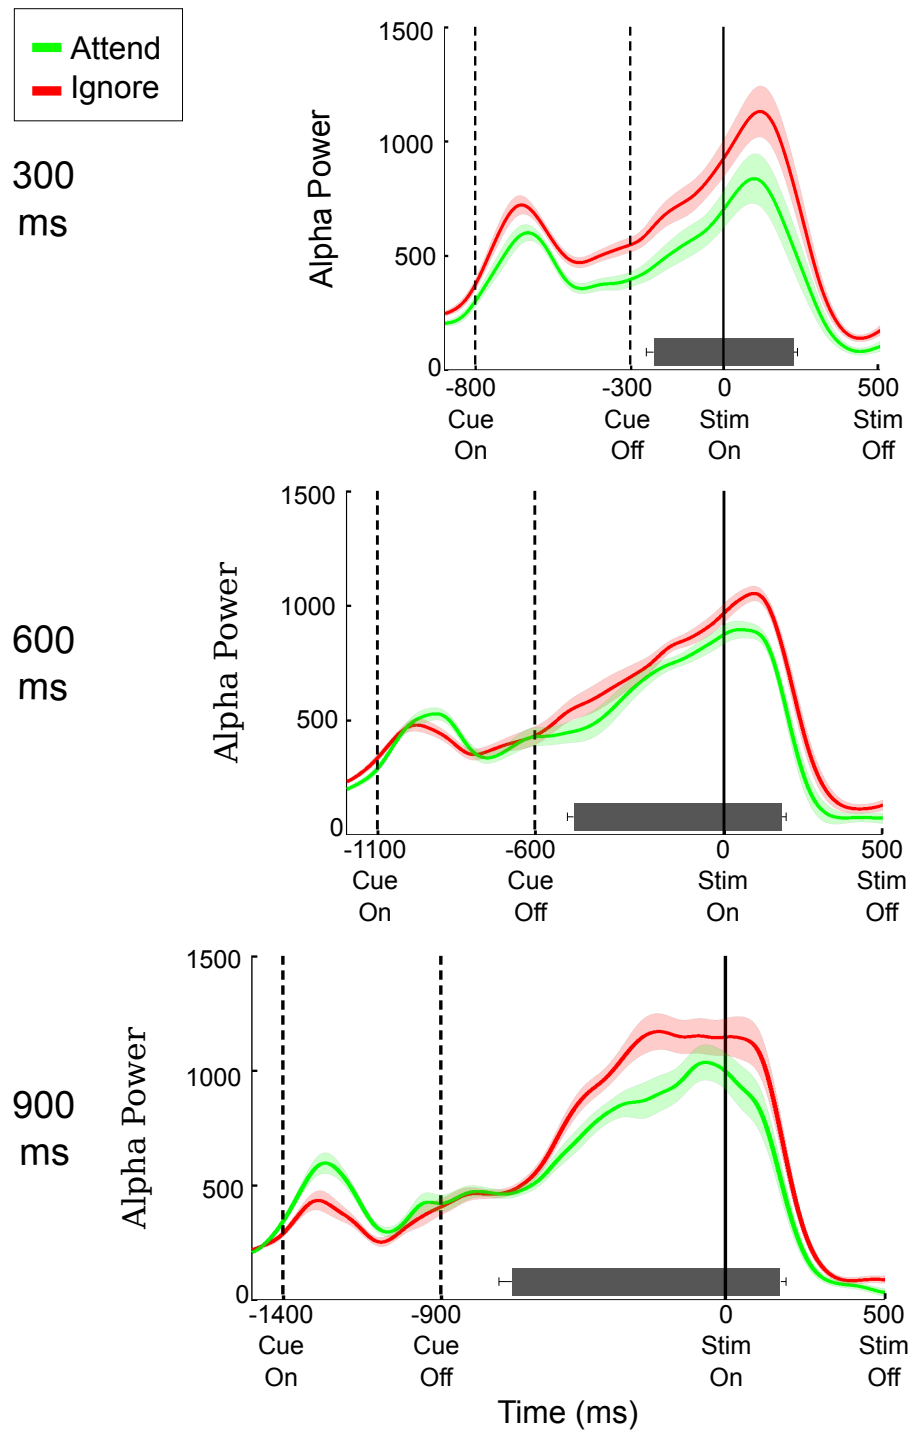 Attend
Ignore
300
ms
Alpha Power
1500
1000
500
0
-800 -300 0 500
Cue Cue Stim Stim
On Off On Off
600
ms
Alpha Power
1500
1000
500
0
-1100 -600 0 500
Cue Cue Stim Stim
On Off On Off
900
ms
Alpha Power
1500
1000
500
0
-1400 -900 0 500
Cue Cue Stim Stim
On Off On Off
Time (ms)